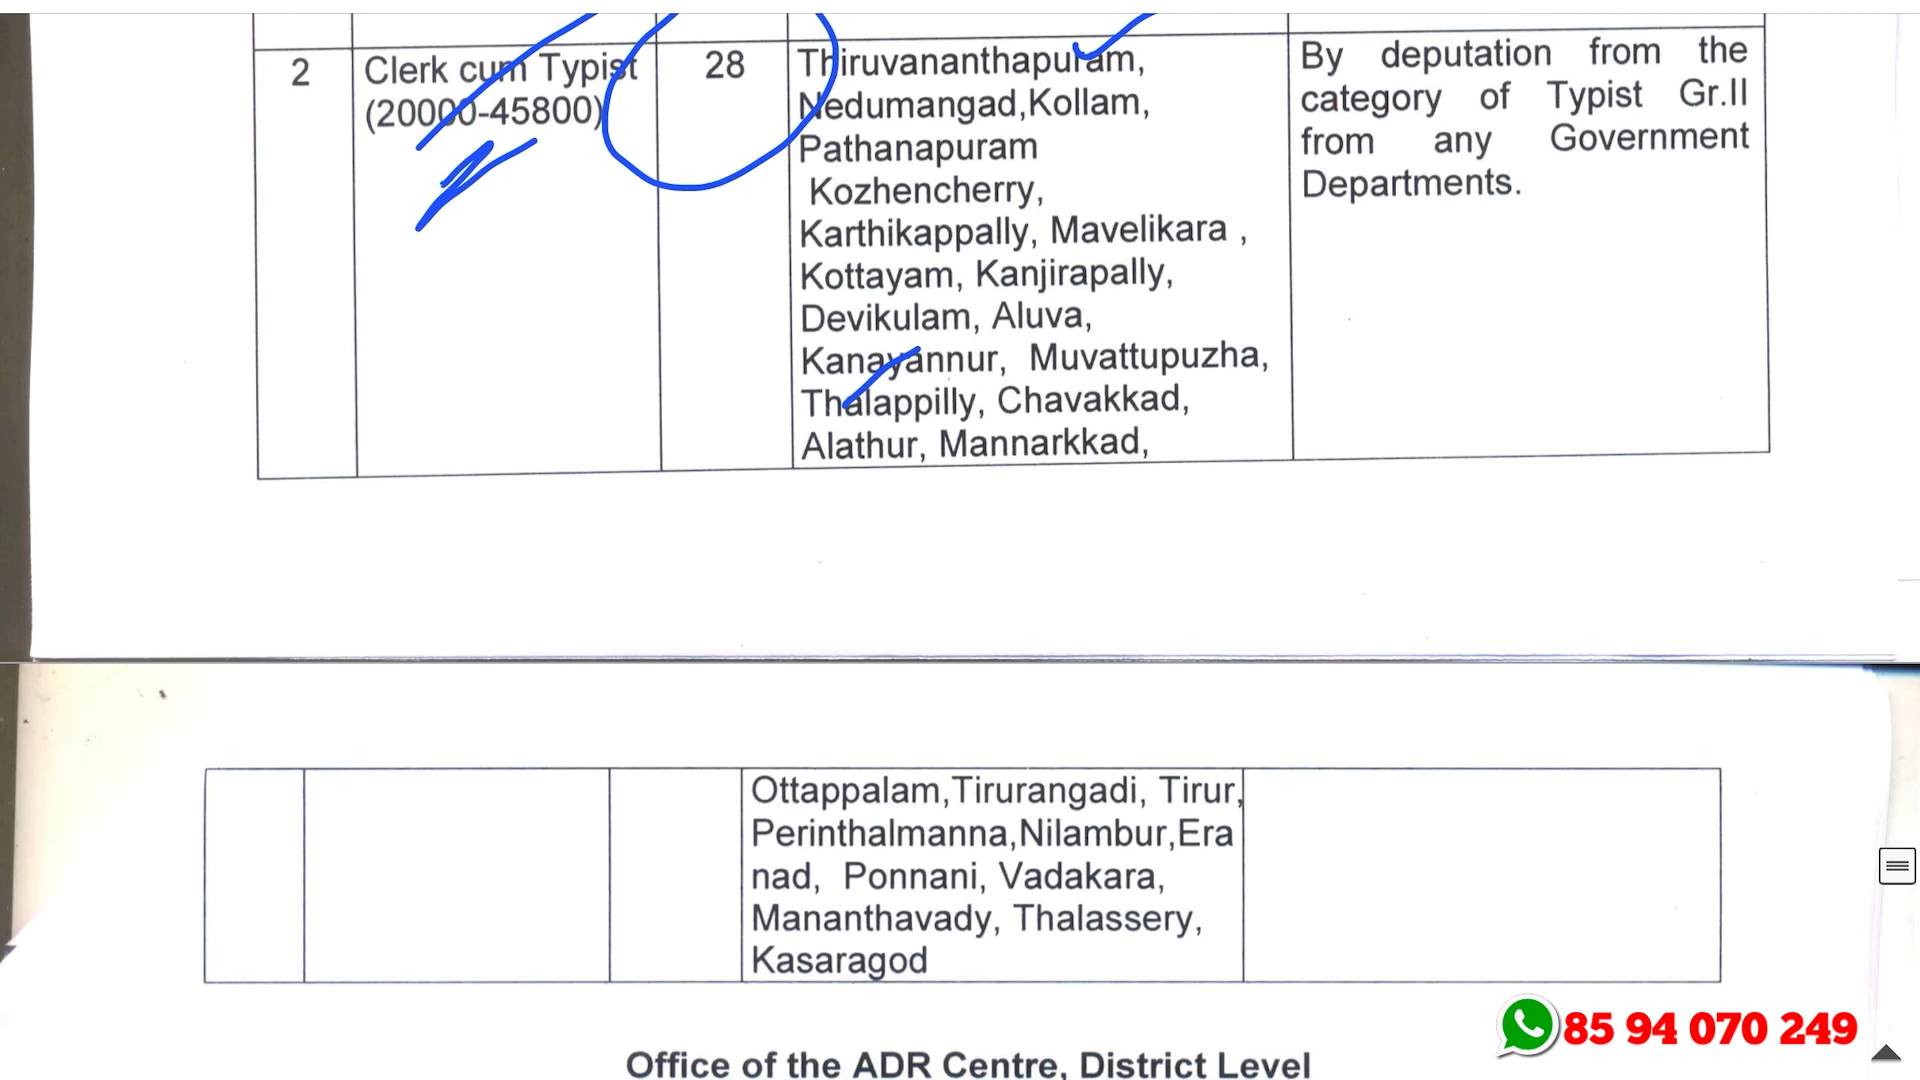 2
Clerk cum Typist
(20000-45800)
28
Thiruvananthapuram,
Nedumangad,Kollam,
Pathanapuram
Kozhencherry,
Karthikappally, Mavelikara ,
Kottayam, Kanjirapally,
Devikulam, Aluva,
Kanayannur, Muvattupuzha,
Thalappilly, Chavakkad,
Alathur, Mannarkkad,
By deputation from the
category of Typist Gr.II
from any Government
Departments.
Ottappalam,Tirurangadi, Tirur,
Perinthalmanna,Nilambur,Era
nad, Ponnani, Vadakara,
Mananthavady, Thalassery,
Kasaragod
85 94 070 249
Office of the ADR Centre, District Level